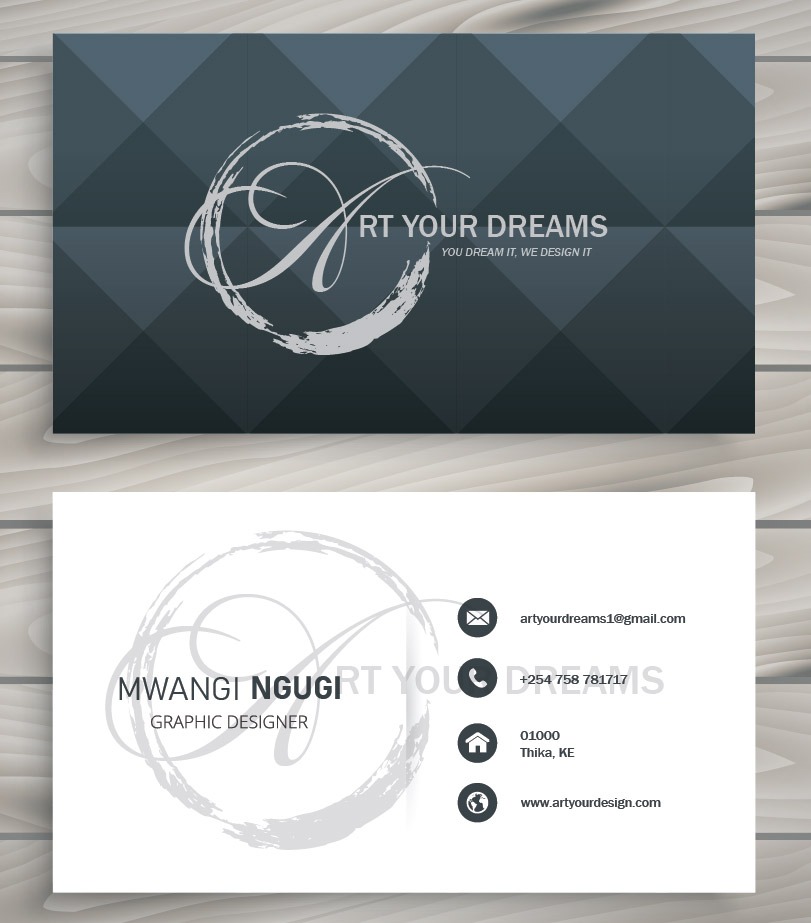 ART YOUR DREAMS
YOU DREAM IT, WE DESIGN IT
ART YOUR DREAMS
MWANGI NGUGI
GRAPHIC DESIGNER
artyourdreams1@gmail.com
+254 758 781717
01000
Thika, KE
www.artyourdesign.com